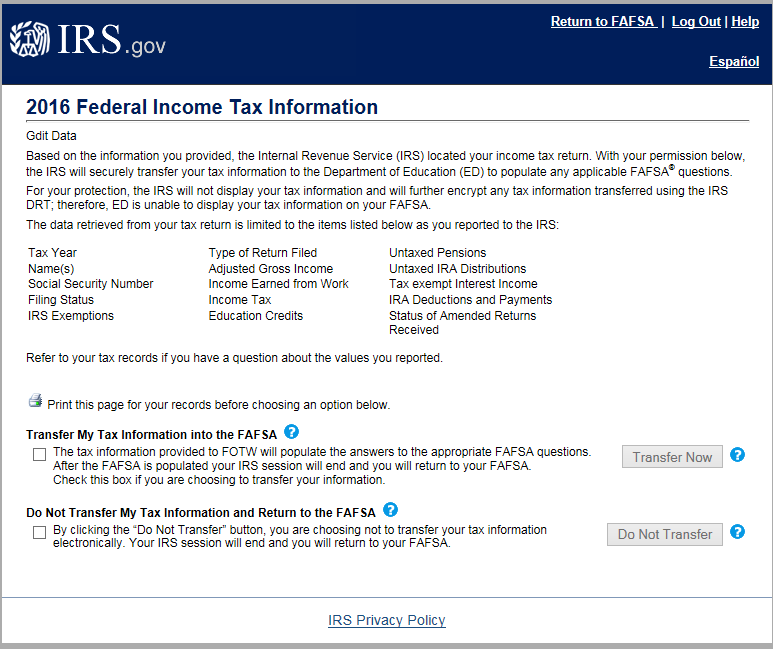 Return to FAFSA | Log Out | Help
IRS.gov
Español
2016 Federal Income Tax Information
Gdit Data
Based on the information you provided, the Internal Revenue Service (IRS) located your income tax return. With your permission below,
the IRS will securely transfer your tax information to the Department of Education (ED) to populate any applicable FAFSA® questions.
For your protection, the IRS will not display your tax information and will further encrypt any tax information transferred using the IRS
DRT; therefore, ED is unable to display your tax information on your FAFSA.
The data retrieved from your tax return is limited to the items listed below as you reported to the IRS:
Tax Year Type of Return Filed Untaxed Pensions
Name(s) Adjusted Gross Income Untaxed IRA Distributions
Social Security Number Income Earned from Work Tax exempt Interest Income
Filing Status Income Tax IRA Deductions and Payments
IRS Exemptions Education Credits Status of Amended Returns
Received
Refer to your tax records if you have a question about the values you reported.
Print this page for your records before choosing an option below.
Transfer My Tax Information into the FAFSA ?
The tax information provided to FOTW will populate the answers to the appropriate FAFSA questions.
After the FAFSA is populated your IRS session will end and you will return to your FAFSA.
Check this box if you are choosing to transfer your information.
Transfer Now ?
Do Not Transfer My Tax Information and Return to the FAFSA ?
By clicking the “Do Not Transfer” button, you are choosing not to transfer your tax information
electronically. Your IRS session will end and you will return to your FAFSA.
Do Not Transfer ?
IRS Privacy Policy